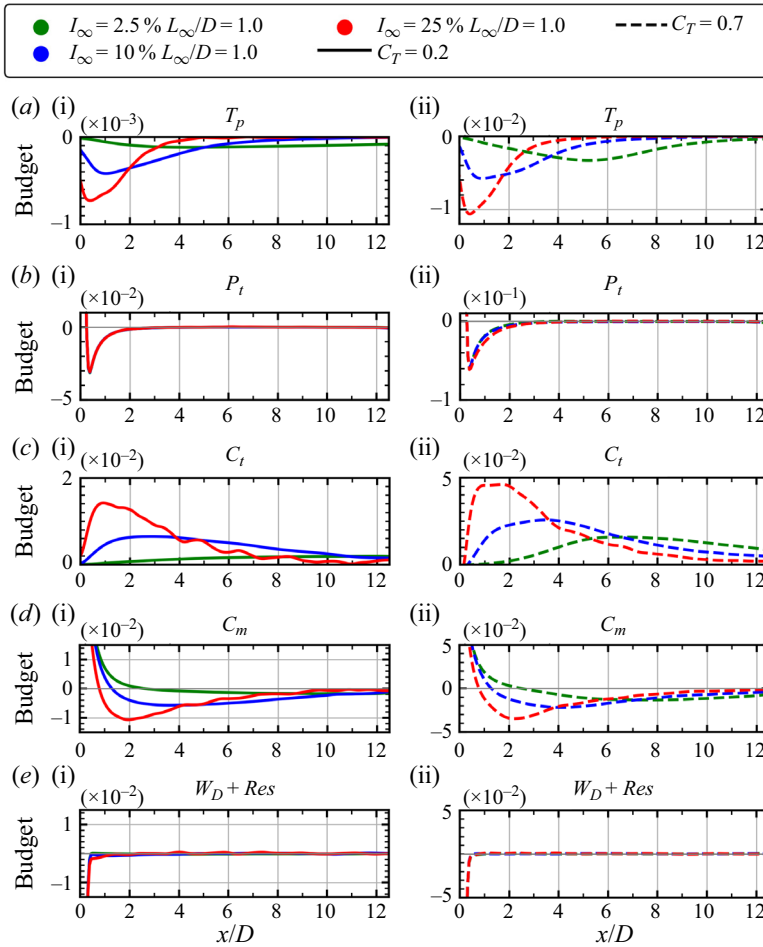 I∞ = 2.5 % L∞/D = 1.0 I∞ = 25 % L∞/D = 1.0 C_T = 0.7
I∞ = 10 % L∞/D = 1.0 C_T = 0.2
(a) (i) T_p (ii) T_p
(×10⁻³) (×10⁻²)
Budget
0 0
−1 −1
0 2 4 6 8 10 12 0 2 4 6 8 10 12
(b) (i) P_t (ii) P_t
(×10⁻²) (×10⁻¹)
Budget
0 0
−5 −1
0 2 4 6 8 10 12 0 2 4 6 8 10 12
(c) (i) C_t (ii) C_t
(×10⁻²) (×10⁻²)
Budget
2 5
0 0
0 2 4 6 8 10 12 0 2 4 6 8 10 12
(d) (i) C_m (ii) C_m
(×10⁻²) (×10⁻²)
Budget
1 5
0 0
−1 −5
0 2 4 6 8 10 12 0 2 4 6 8 10 12
(e) (i) W_D + Res (ii) W_D + Res
(×10⁻²) (×10⁻²)
Budget
1 5
0 0
−1 −5
0 2 4 6 8 10 12 0 2 4 6 8 10 12
x/D x/D